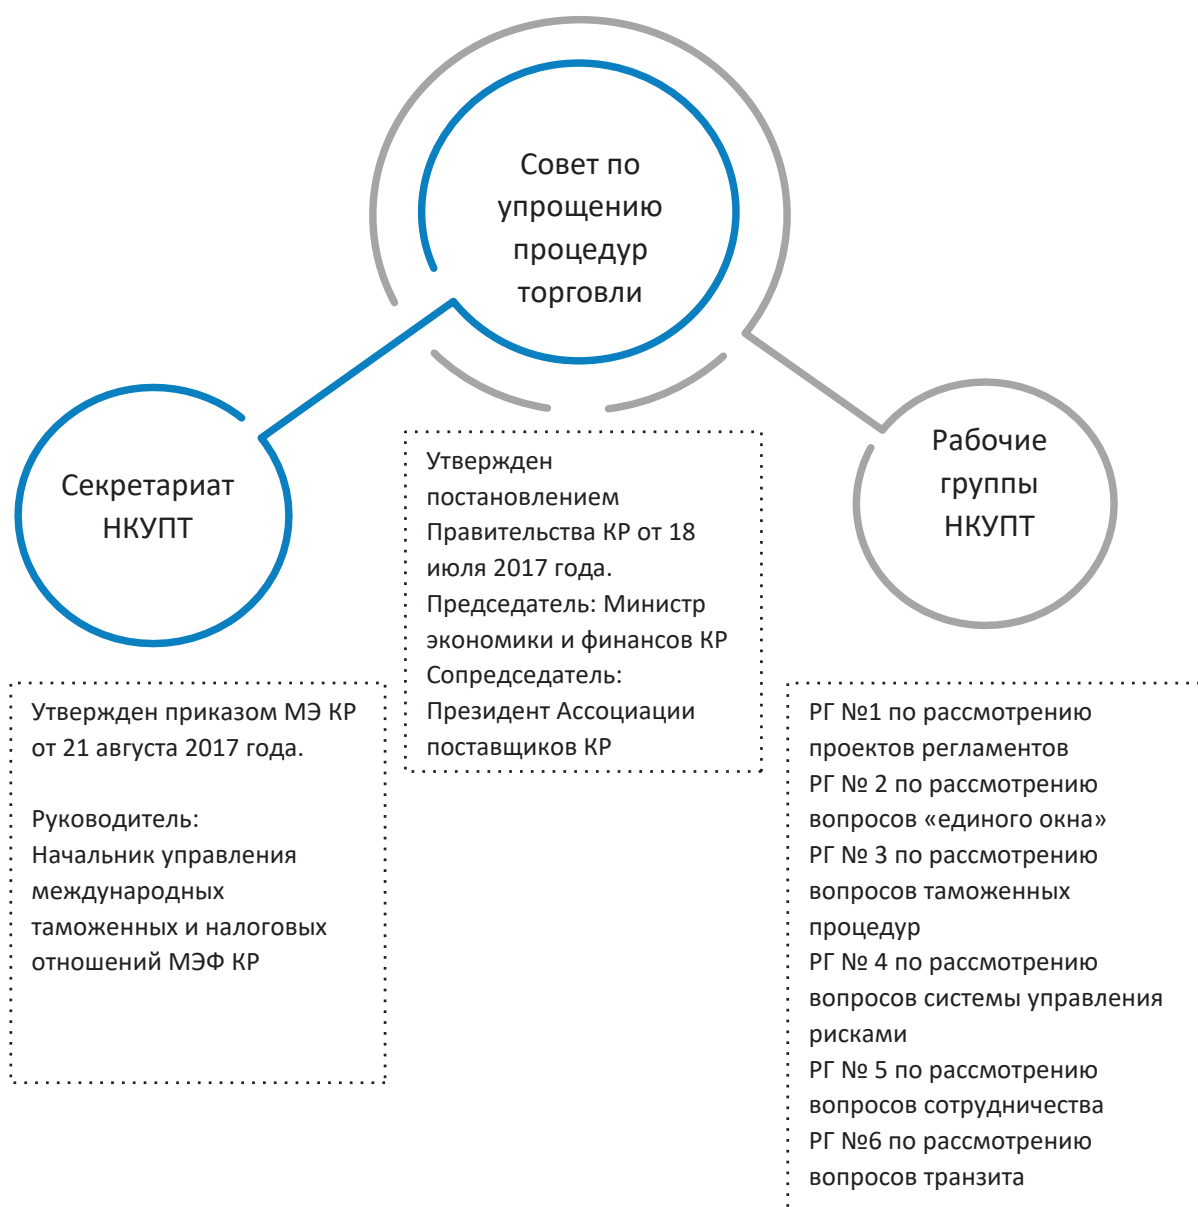 Совет по
упрощению
процедур
торговли
Секретариат
НКУПТ
Рабочие
группы
НКУПТ
Утвержден
постановлением
Правительства КР от 18
июля 2017 года.
Председатель: Министр
экономики и финансов КР
Сопредседатель:
Президент Ассоциации
поставщиков КР
Утвержден приказом МЭ КР
от 21 августа 2017 года.
Руководитель:
Начальник управления
международных
таможенных и налоговых
отношений МЭФ КР
РГ №1 по рассмотрению
проектов регламентов
РГ № 2 по рассмотрению
вопросов «единого окна»
РГ № 3 по рассмотрению
вопросов таможенных
процедур
РГ № 4 по рассмотрению
вопросов системы управления
рисками
РГ № 5 по рассмотрению
вопросов сотрудничества
РГ №6 по рассмотрению
вопросов транзита